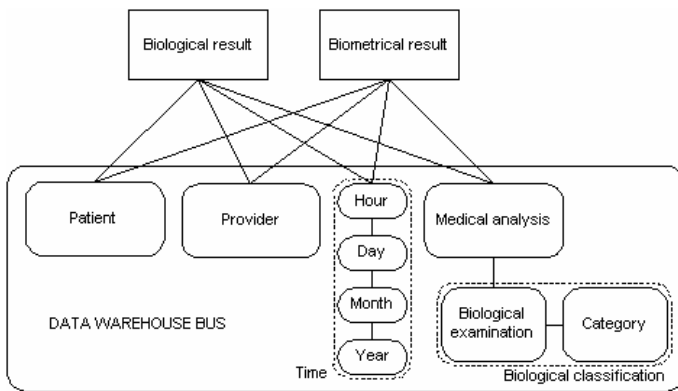 Biological result
Biometrical result
Patient
Provider
Hour
Medical analysis
Day
Month
Biological
examination
Category
DATA WAREHOUSE BUS
Year
Time
Biological classification